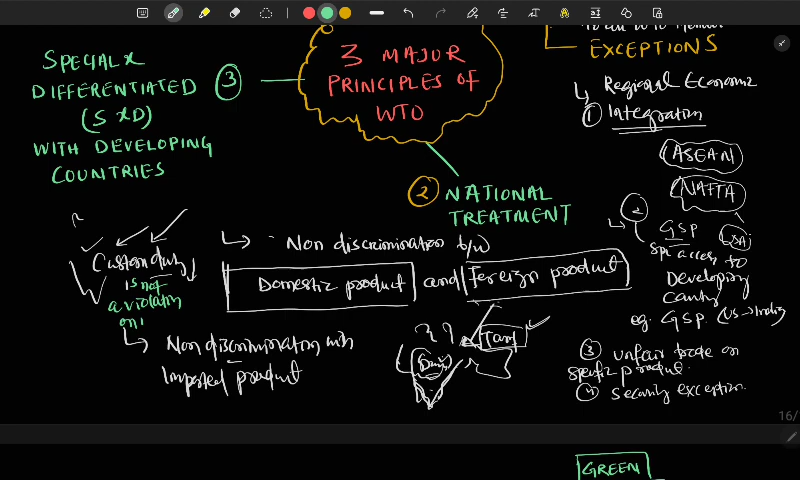 3 MAJOR
PRINCIPLES OF
WTO
EXCEPTIONS
Regional Economic
① Integration
ASEAN
NAFTA
2
GSP
spl access to
Developing
country
eg. GSP. (US → India)
③ unfair trade on
specific product.
④ Security exception.
SPECIAL &
DIFFERENTIATED ③
(S & D)
WITH DEVELOPING
COUNTRIES
② NATIONAL
TREATMENT
Non discrimination b/w
Domestic product and foreign product
Custom duty
is not
a violation
Non discrimination with
Imported product
?? Tax
16/
GREEN